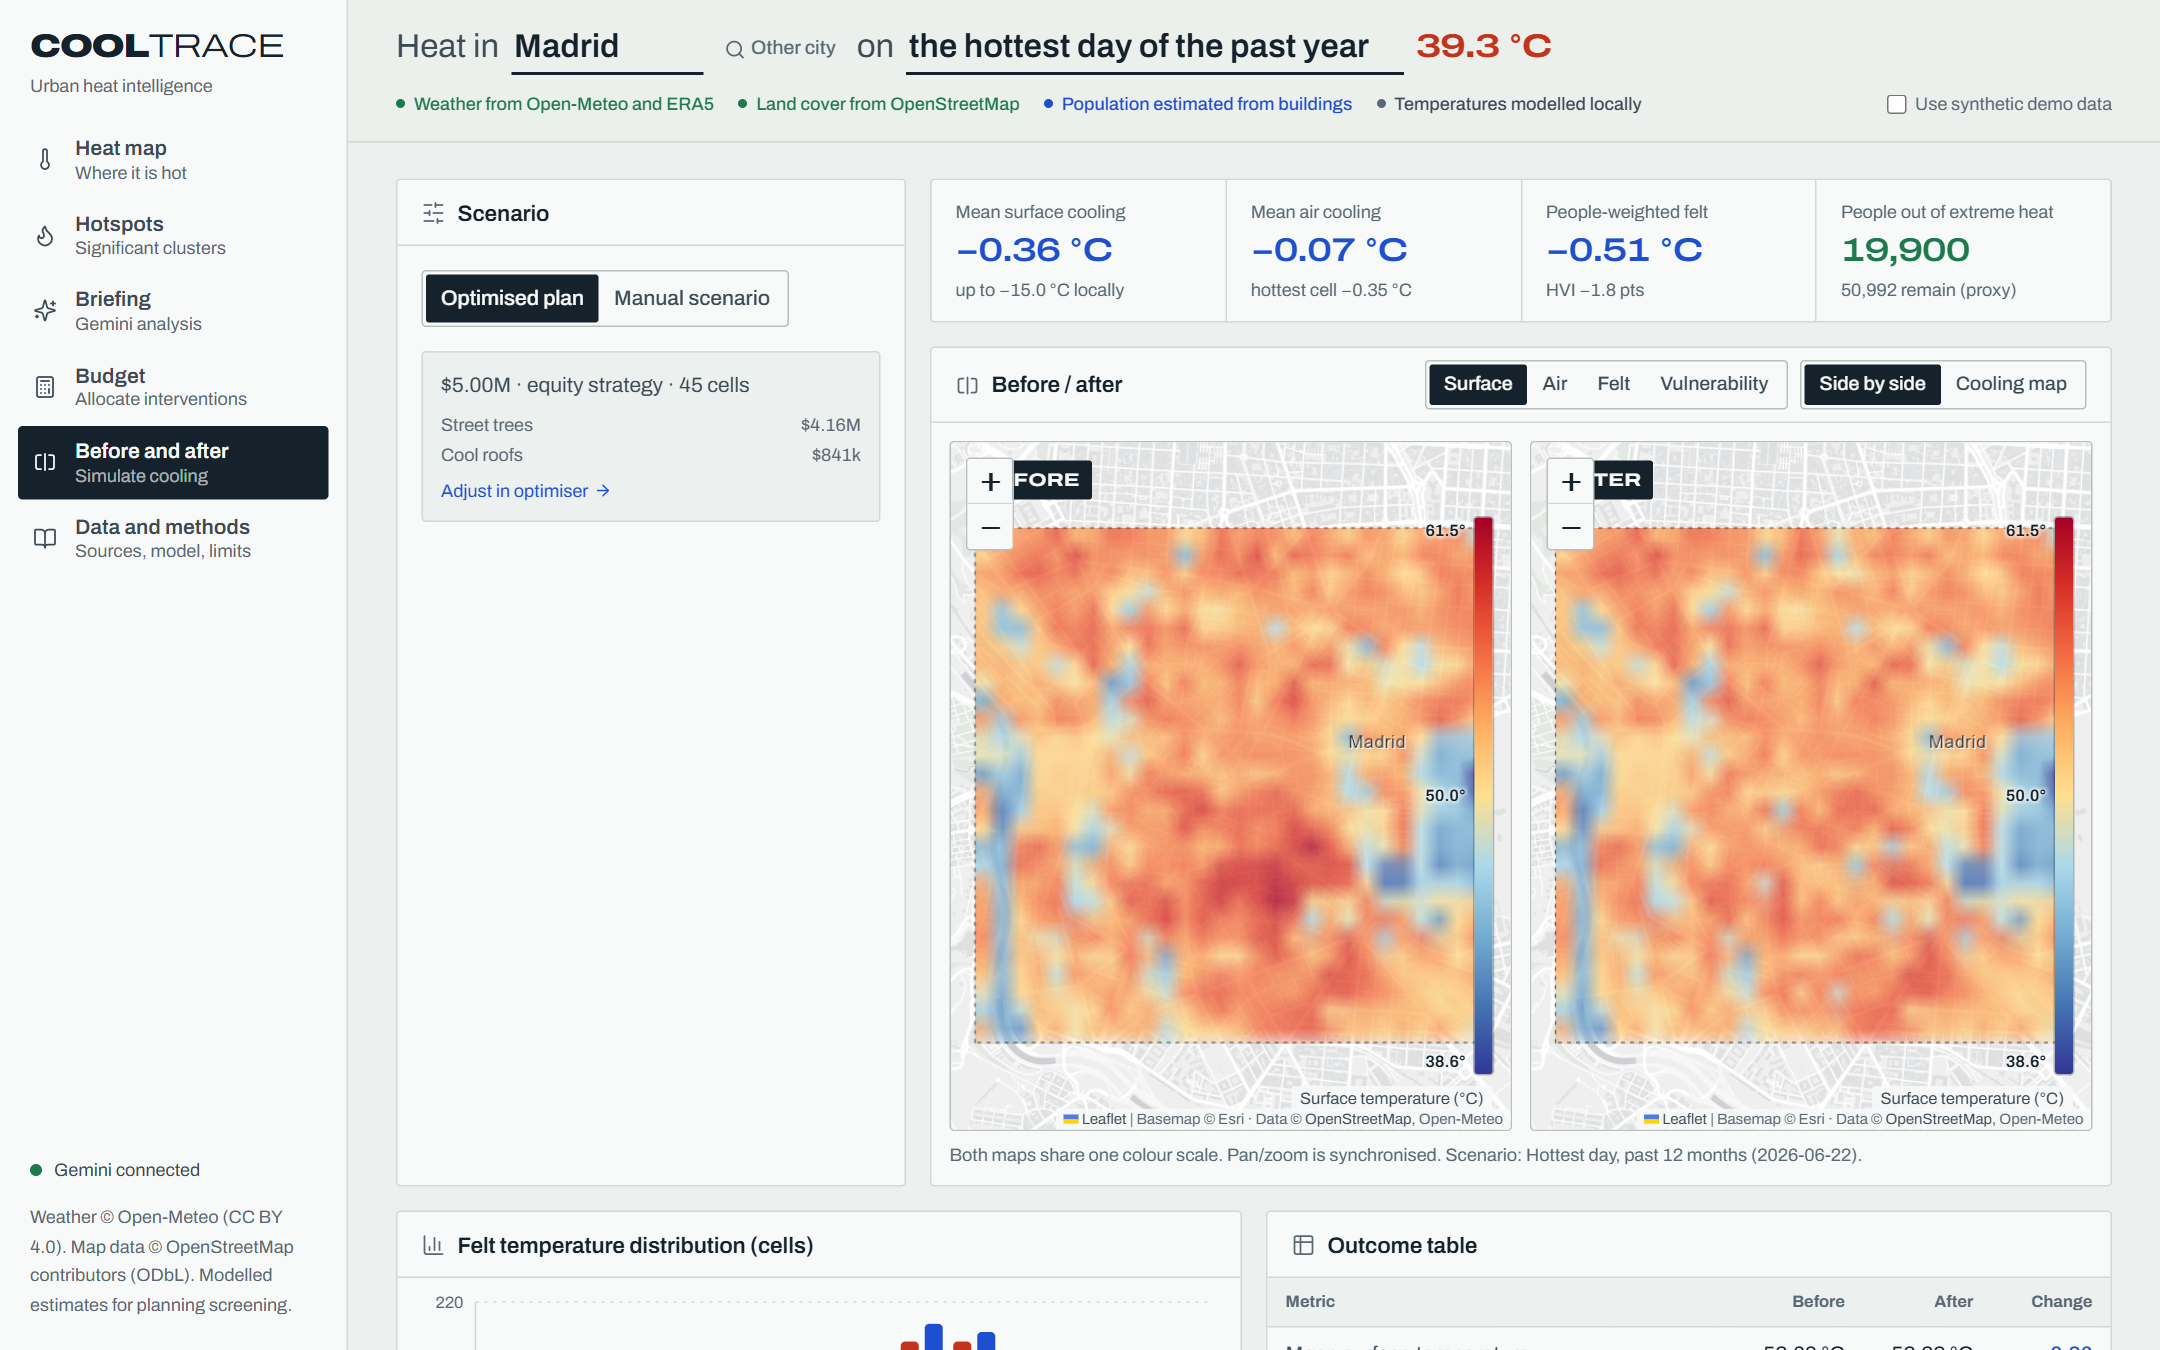 COOLTRACE
Urban heat intelligence
Heat map
Where it is hot
Hotspots
Significant clusters
Briefing
Gemini analysis
Budget
Allocate interventions
Before and after
Simulate cooling
Data and methods
Sources, model, limits
Gemini connected
Weather © Open-Meteo (CC BY
4.0). Map data © OpenStreetMap
contributors (ODbL). Modelled
estimates for planning screening.
Heat in Madrid Other city on the hottest day of the past year 39.3 °C
Weather from Open-Meteo and ERA5 Land cover from OpenStreetMap Population estimated from buildings Temperatures modelled locally Use synthetic demo data
Scenario
Optimised plan Manual scenario
$5.00M · equity strategy · 45 cells
Street trees $4.16M
Cool roofs $841k
Adjust in optimiser →
Mean surface cooling
−0.36 °C
up to −15.0 °C locally
Mean air cooling
−0.07 °C
hottest cell −0.35 °C
People-weighted felt
−0.51 °C
HVI −1.8 pts
People out of extreme heat
19,900
50,992 remain (proxy)
Before / after
Surface Air Felt Vulnerability Side by side Cooling map
+
−
FORE
61.5°
Madrid
50.0°
38.6°
Surface temperature (°C)
Leaflet | Basemap © Esri · Data © OpenStreetMap, Open-Meteo
+
−
TER
61.5°
Madrid
50.0°
38.6°
Surface temperature (°C)
Leaflet | Basemap © Esri · Data © OpenStreetMap, Open-Meteo
Both maps share one colour scale. Pan/zoom is synchronised. Scenario: Hottest day, past 12 months (2026-06-22).
Felt temperature distribution (cells)
220
Outcome table
Metric Before After Change